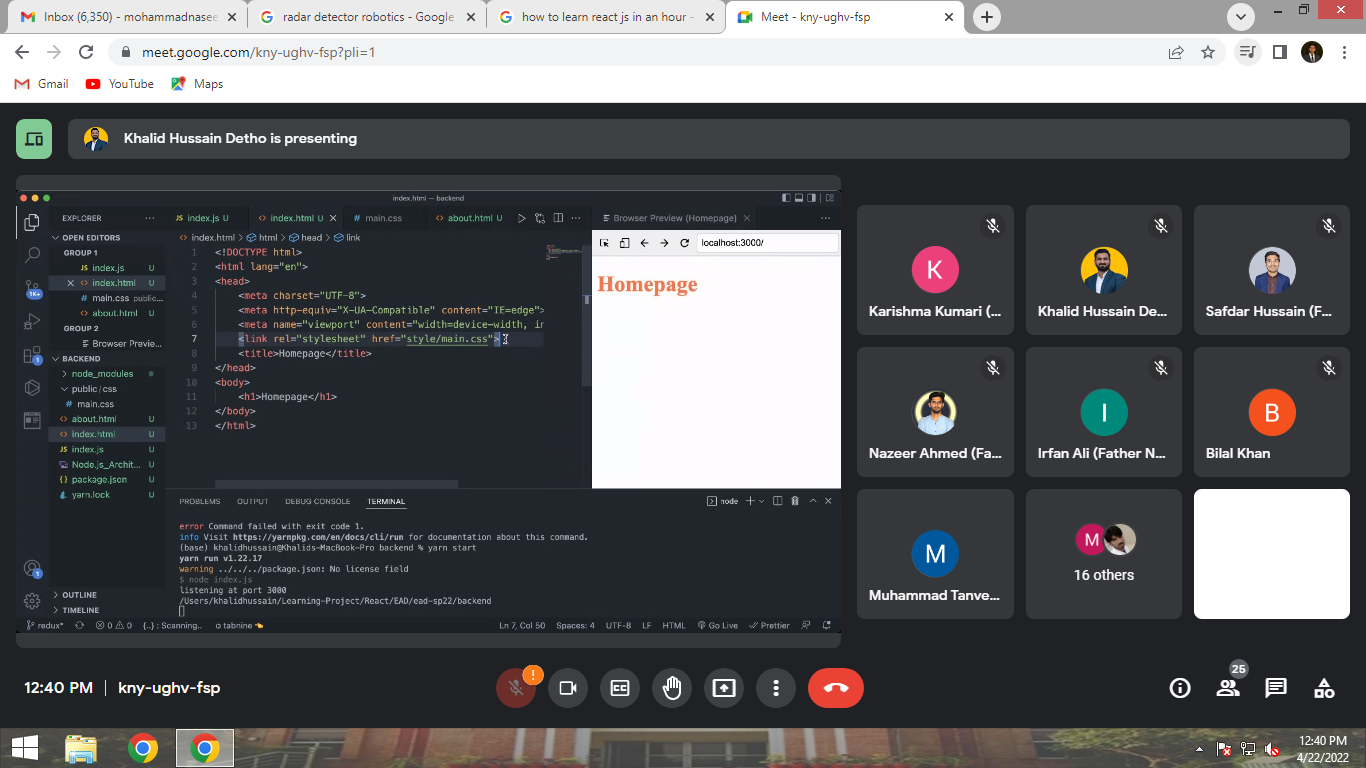 Inbox (6,350) - mohammadnasee
radar detector robotics - Google
how to learn react js in an hour -
Meet - kny-ughv-fsp
meet.google.com/kny-ughv-fsp?pli=1
Gmail
YouTube
Maps
Khalid Hussain Detho is presenting
index.html — backend
EXPLORER
OPEN EDITORS
GROUP 1
index.js U
index.html U
main.css public...
about.html U
GROUP 2
Browser Previe...
BACKEND
node_modules
public/css
main.css
about.html U
index.html U
index.js U
Node.js_Archit... U
package.json U
yarn.lock U
OUTLINE
TIMELINE
1K+
1
1
index.js U
index.html U
main.css
about.html U
index.html > html > head > link
1 <!DOCTYPE html>
2 <html lang="en">
3 <head>
4 <meta charset="UTF-8">
5 <meta http-equiv="X-UA-Compatible" content="IE=edge">
6 <meta name="viewport" content="width=device-width, in
7 <link rel="stylesheet" href="style/main.css">
8 <title>Homepage</title>
9 </head>
10 <body>
11 <h1>Homepage</h1>
12 </body>
13 </html>
Browser Preview (Homepage)
localhost:3000/
Homepage
PROBLEMS OUTPUT DEBUG CONSOLE TERMINAL
node
error Command failed with exit code 1.
info Visit https://yarnpkg.com/en/docs/cli/run for documentation about this command.
(base) khalidhussain@Khalids-MacBook-Pro backend % yarn start
yarn run v1.22.17
warning ../../../package.json: No license field
$ node index.js
listening at port 3000
/Users/khalidhussain/Learning-Project/React/EAD/ead-sp22/backend
redux* 0 0 {..} : Scanning.. tabnine Ln 7, Col 50 Spaces: 4 UTF-8 LF HTML Go Live Prettier
K
Karishma Kumari (...
Khalid Hussain De...
Safdar Hussain (F...
Nazeer Ahmed (Fa...
I
Irfan Ali (Father N...
B
Bilal Khan
M
Muhammad Tanve...
M
16 others
12:40 PM | kny-ughv-fsp
!
25
12:40 PM
4/22/2022